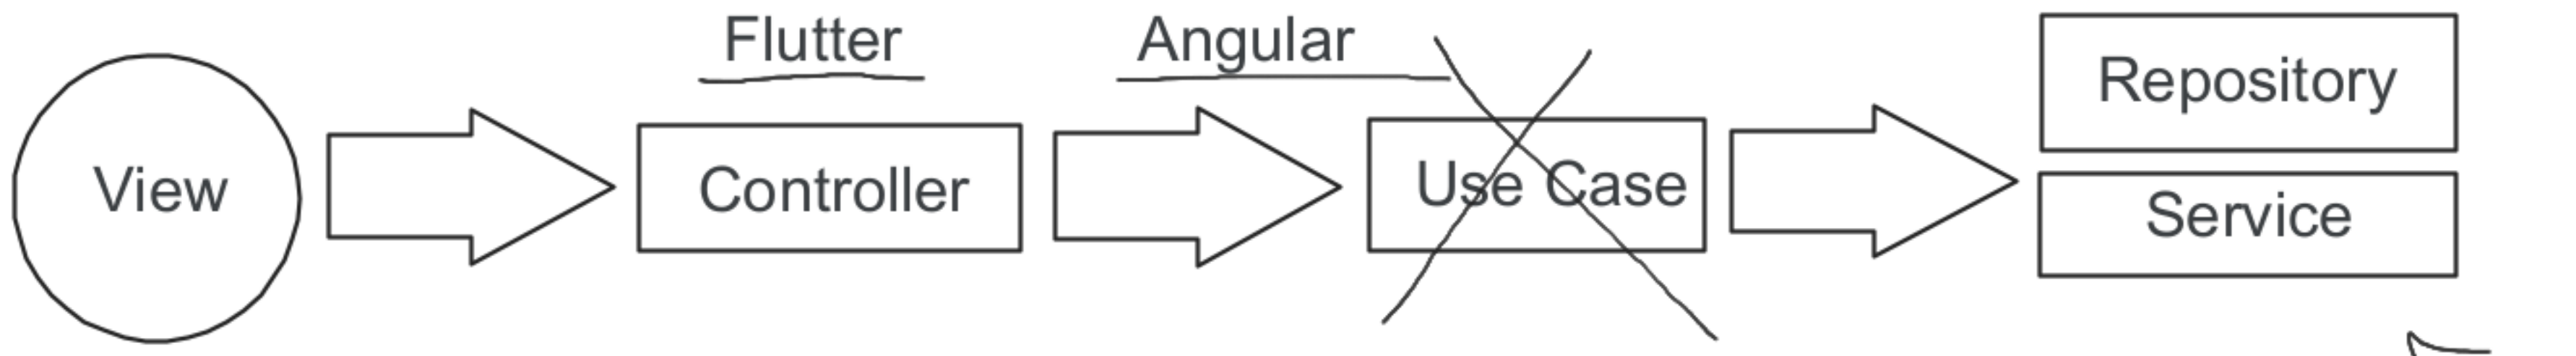 Flutter
Angular
View
Controller
Use Case
Repository
Service